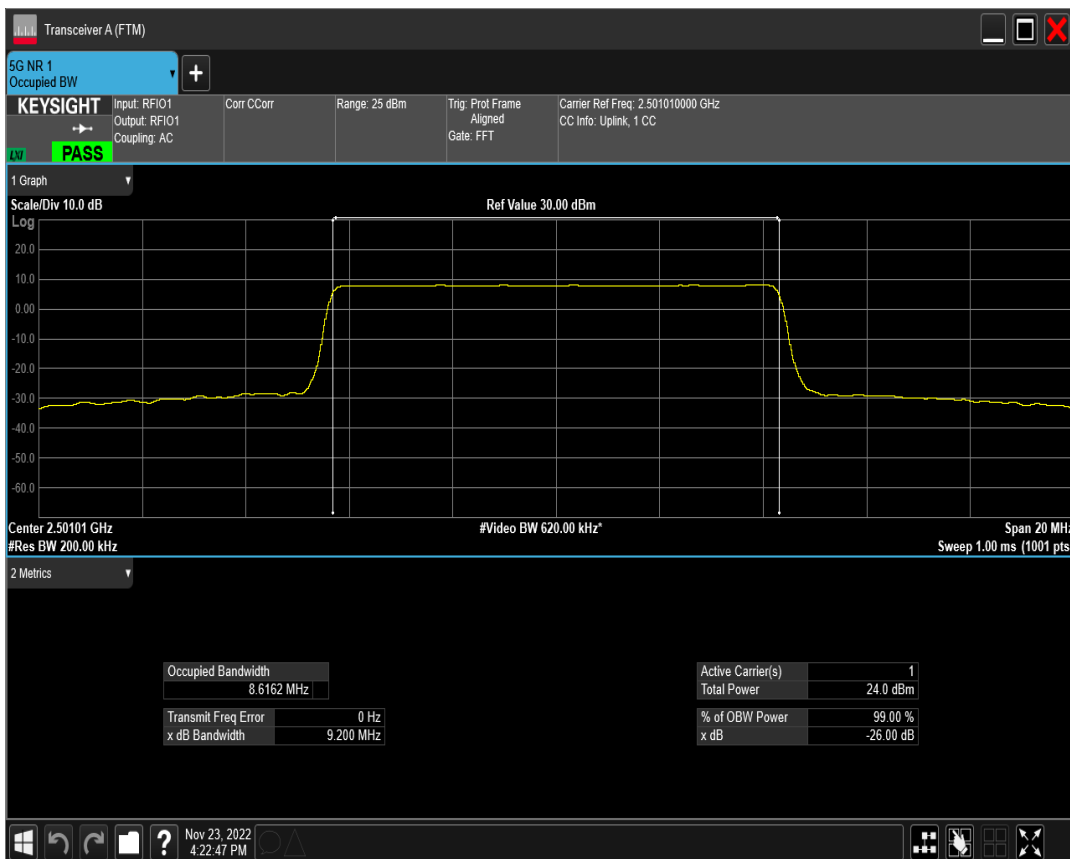 Transceiver A (FTM)
5G NR 1
Occupied BW
+
KEYSIGHT
LXI
PASS
Input: RFIO1
Output: RFIO1
Coupling: AC
Corr CCorr
Range: 25 dBm
Trig: Prot Frame
Aligned
Gate: FFT
Carrier Ref Freq: 2.501010000 GHz
CC Info: Uplink, 1 CC
1 Graph
Scale/Div 10.0 dB
Ref Value 30.00 dBm
Log
20.0
10.0
0.00
-10.0
-20.0
-30.0
-40.0
-50.0
-60.0
Center 2.50101 GHz
#Video BW 620.00 kHz*
Span 20 MHz
#Res BW 200.00 kHz
Sweep 1.00 ms (1001 pts
2 Metrics
Occupied Bandwidth
8.6162 MHz
Transmit Freq Error 0 Hz
x dB Bandwidth 9.200 MHz
Active Carrier(s) 1
Total Power 24.0 dBm
% of OBW Power 99.00 %
x dB -26.00 dB
?
Nov 23, 2022
4:22:47 PM